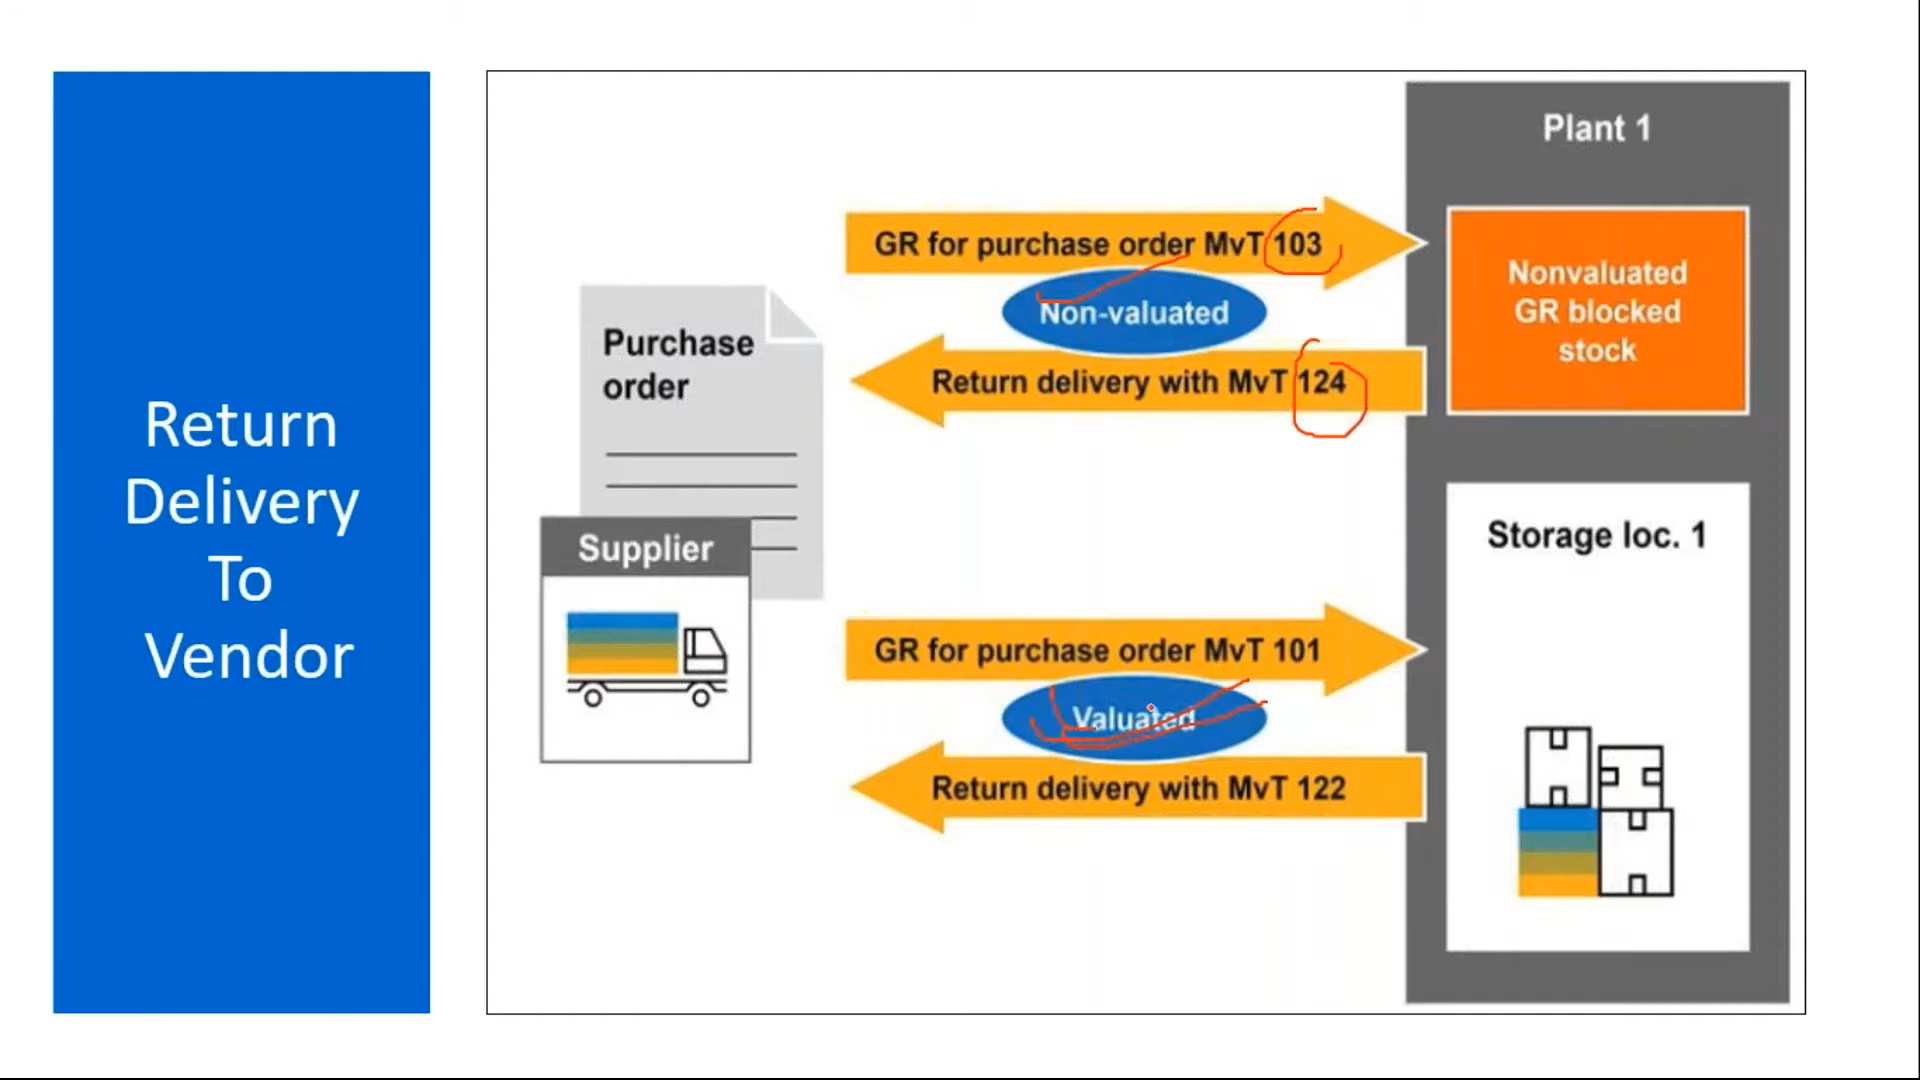 Return
Delivery
To
Vendor
Purchase
order
Supplier
GR for purchase order MvT 103
Non-valuated
Return delivery with MvT 124
GR for purchase order MvT 101
Valuated
Return delivery with MvT 122
Plant 1
Nonvaluated
GR blocked
stock
Storage loc. 1